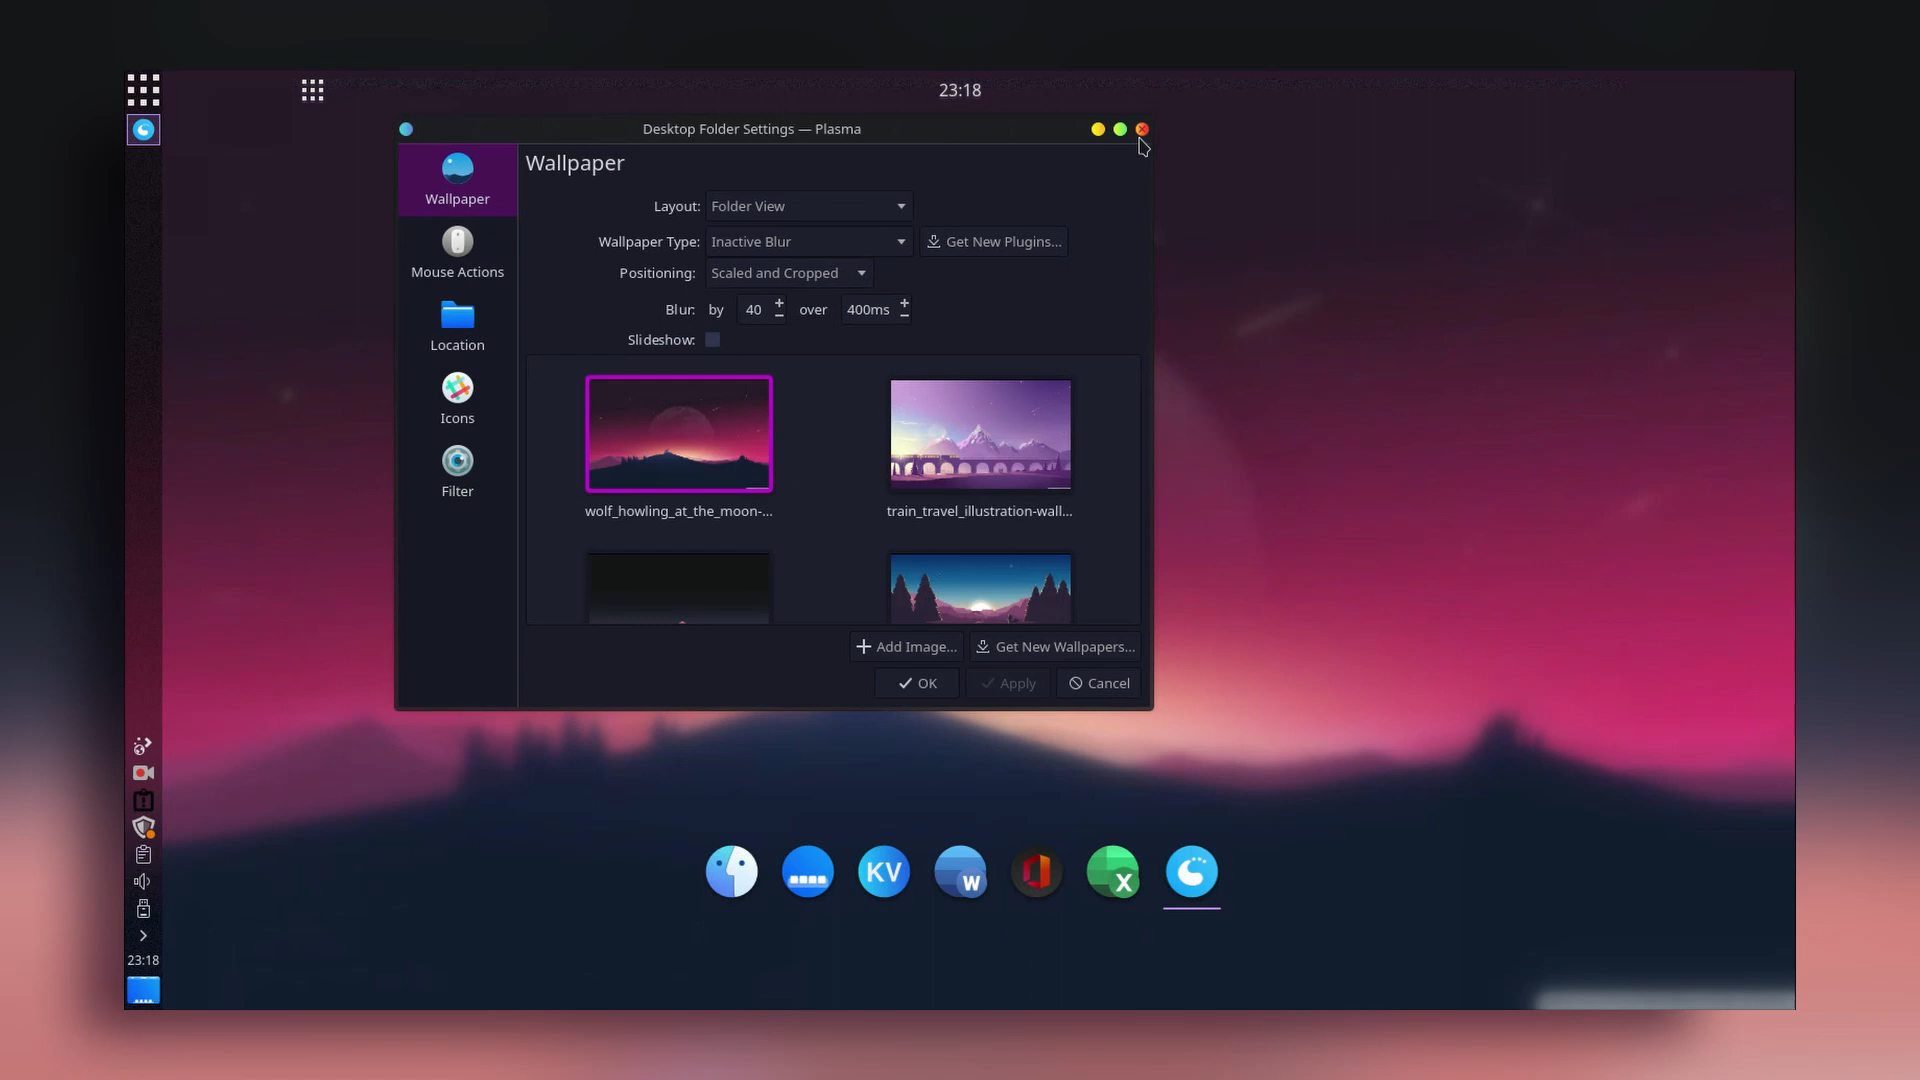 23:18
Desktop Folder Settings — Plasma
Wallpaper
Mouse Actions
Location
Icons
Filter
Wallpaper
Layout: Folder View
Wallpaper Type: Inactive Blur Get New Plugins...
Positioning: Scaled and Cropped
Blur: by 40 over 400ms
Slideshow:
wolf_howling_at_the_moon-... train_travel_illustration-wall...
Add Image... Get New Wallpapers...
OK Apply Cancel
KV W X
23:18